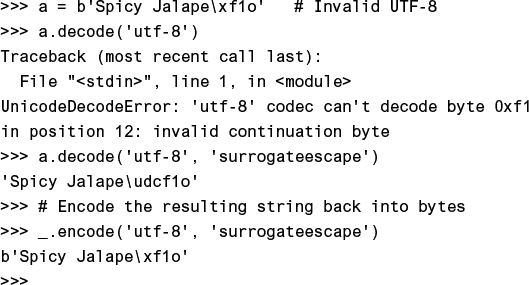 >>> a = b'Spicy Jalape\xf1o'   # Invalid UTF-8
>>> a.decode('utf-8')
Traceback (most recent call last):
  File "<stdin>", line 1, in <module>
UnicodeDecodeError: 'utf-8' codec can't decode byte 0xf1
in position 12: invalid continuation byte
>>> a.decode('utf-8', 'surrogateescape')
'Spicy Jalape\udcf1o'
>>> # Encode the resulting string back into bytes
>>> _.encode('utf-8', 'surrogateescape')
b'Spicy Jalape\xf1o'
>>>